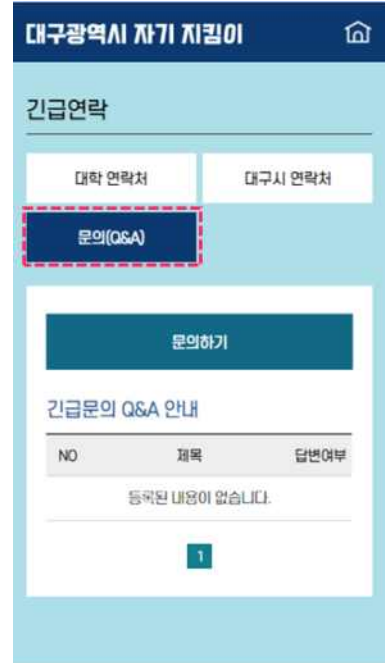 대구광역시 자기 지킴이
긴급연락
대학 연락처 대구시 연락처
문의(Q&A)
문의하기
긴급문의 Q&A 안내
NO 제목 답변여부
등록된 내용이 없습니다.
1